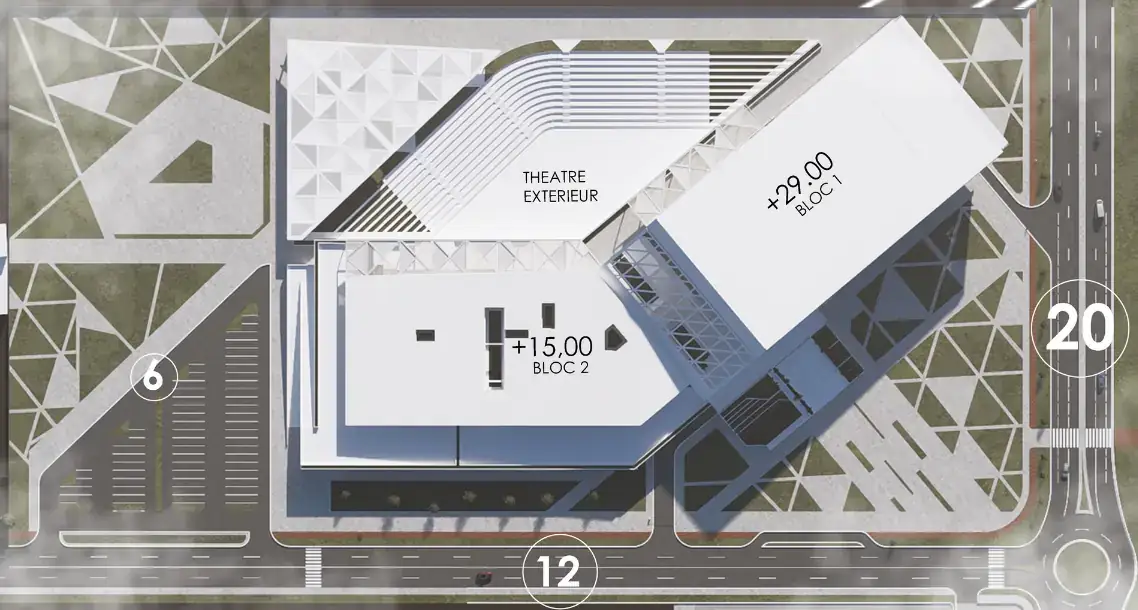 THEATRE
EXTERIEUR
+29.00
BLOC 1
+15,00
BLOC 2
20
6
12